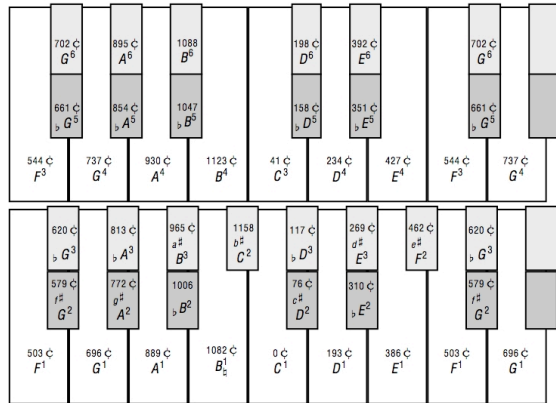 702 ¢ 895 ¢ 1088 198 ¢ 392 ¢ 702 ¢
G⁶ A⁶ B⁶ D⁶ E⁶ G⁶
661 ¢ 854 ¢ 1047 158 ¢ 351 ¢ 661 ¢
♭G⁵ ♭A⁵ ♭B⁵ ♭D⁵ ♭E⁵ ♭G⁵
544 ¢ 737 ¢ 930 ¢ 1123 ¢ 41 ¢ 234 ¢ 427 ¢ 544 ¢ 737 ¢
F³ G⁴ A⁴ B⁴ C³ D⁴ E⁴ F³ G⁴
620 ¢ 813 ¢ 965 ¢ 1158 117 ¢ 269 ¢ 462 ¢ 620 ¢
a♯ b♯ d♯ e♯
♭G³ ♭A³ B³ C² ♭D³ E³ F² ♭G³
579 ¢ 772 ¢ 1006 76 ¢ 310 ¢ 579 ¢
f♯ g♯ c♯ f♯
G² A² ♭B² D² ♭E² G²
503 ¢ 696 ¢ 889 ¢ 1082 ¢ 0 ¢ 193 ¢ 386 ¢ 503 ¢ 696 ¢
F¹ G¹ A¹ B¹♮ C¹ D¹ E¹ F¹ G¹